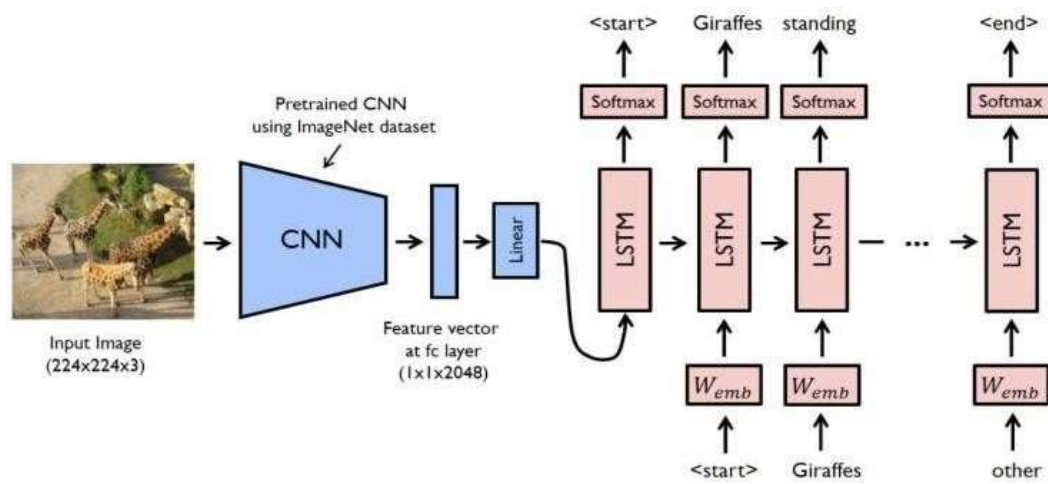 <start> Giraffes standing <end>
Softmax Softmax Softmax Softmax
Pretrained CNN
using ImageNet dataset
CNN
Linear
LSTM LSTM LSTM ... LSTM
Input Image
(224x224x3)
Feature vector
at fc layer
(1x1x2048)
W_emb W_emb W_emb
<start> Giraffes other